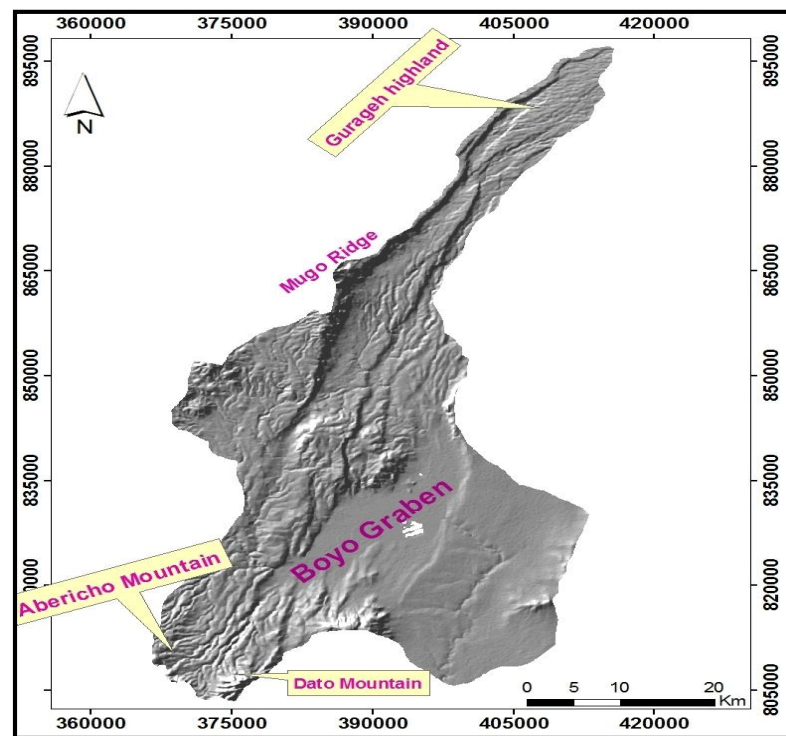 360000 375000 390000 405000 420000
895000 895000
Gurageh highland
N
880000 880000
Mugo Ridge
865000 865000
850000 850000
835000 835000
Boyo Graben
Abericho Mountain
820000
Dato Mountain
0 5 10 20
Km
805000 805000
360000 375000 390000 405000 420000